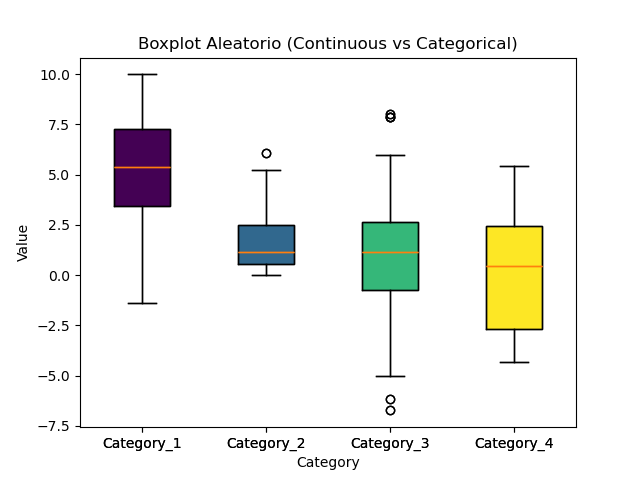 Boxplot Aleatorio (Continuous vs Categorical)
10.0
7.5
5.0
2.5
0.0
−2.5
−5.0
−7.5
Value
Category_1 Category_2 Category_3 Category_4
Category